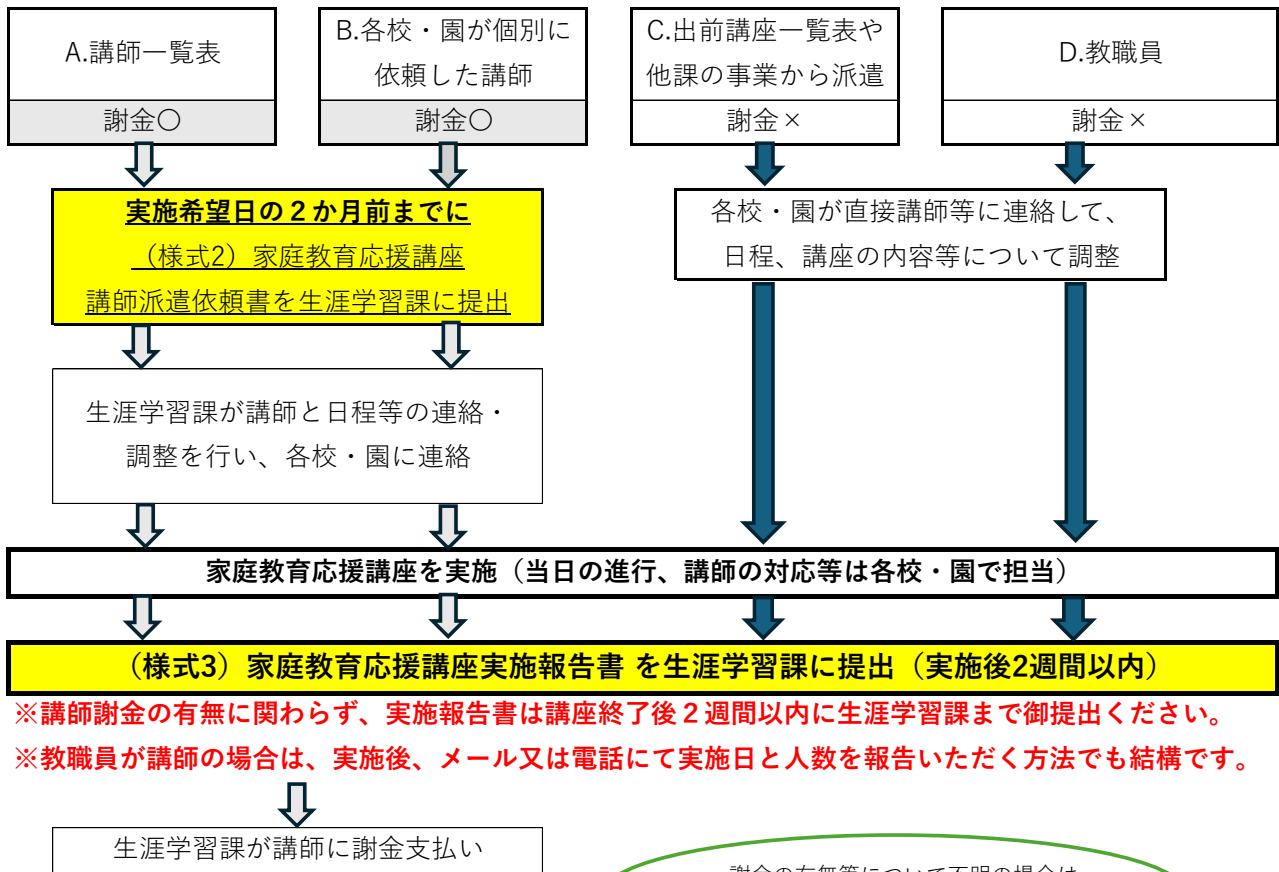 A.講師一覧表
謝金〇
B.各校・園が個別に
依頼した講師
謝金〇
C.出前講座一覧表や
他課の事業から派遣
謝金×
D.教職員
謝金×
実施希望日の２か月前までに
（様式2）家庭教育応援講座
講師派遣依頼書を生涯学習課に提出
各校・園が直接講師等に連絡して、
日程、講座の内容等について調整
生涯学習課が講師と日程等の連絡・
調整を行い、各校・園に連絡
家庭教育応援講座を実施（当日の進行、講師の対応等は各校・園で担当）
（様式3）家庭教育応援講座実施報告書 を生涯学習課に提出（実施後2週間以内）
※講師謝金の有無に関わらず、実施報告書は講座終了後２週間以内に生涯学習課まで御提出ください。
※教職員が講師の場合は、実施後、メール又は電話にて実施日と人数を報告いただく方法でも結構です。
生涯学習課が講師に謝金支払い
謝金の有無等について不明の場合は